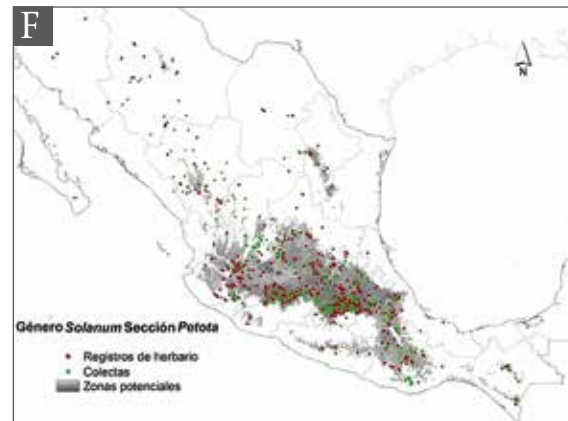 F
N
Género Solanum Sección Petota
Registros de herbario
Colectas
Zonas potenciales